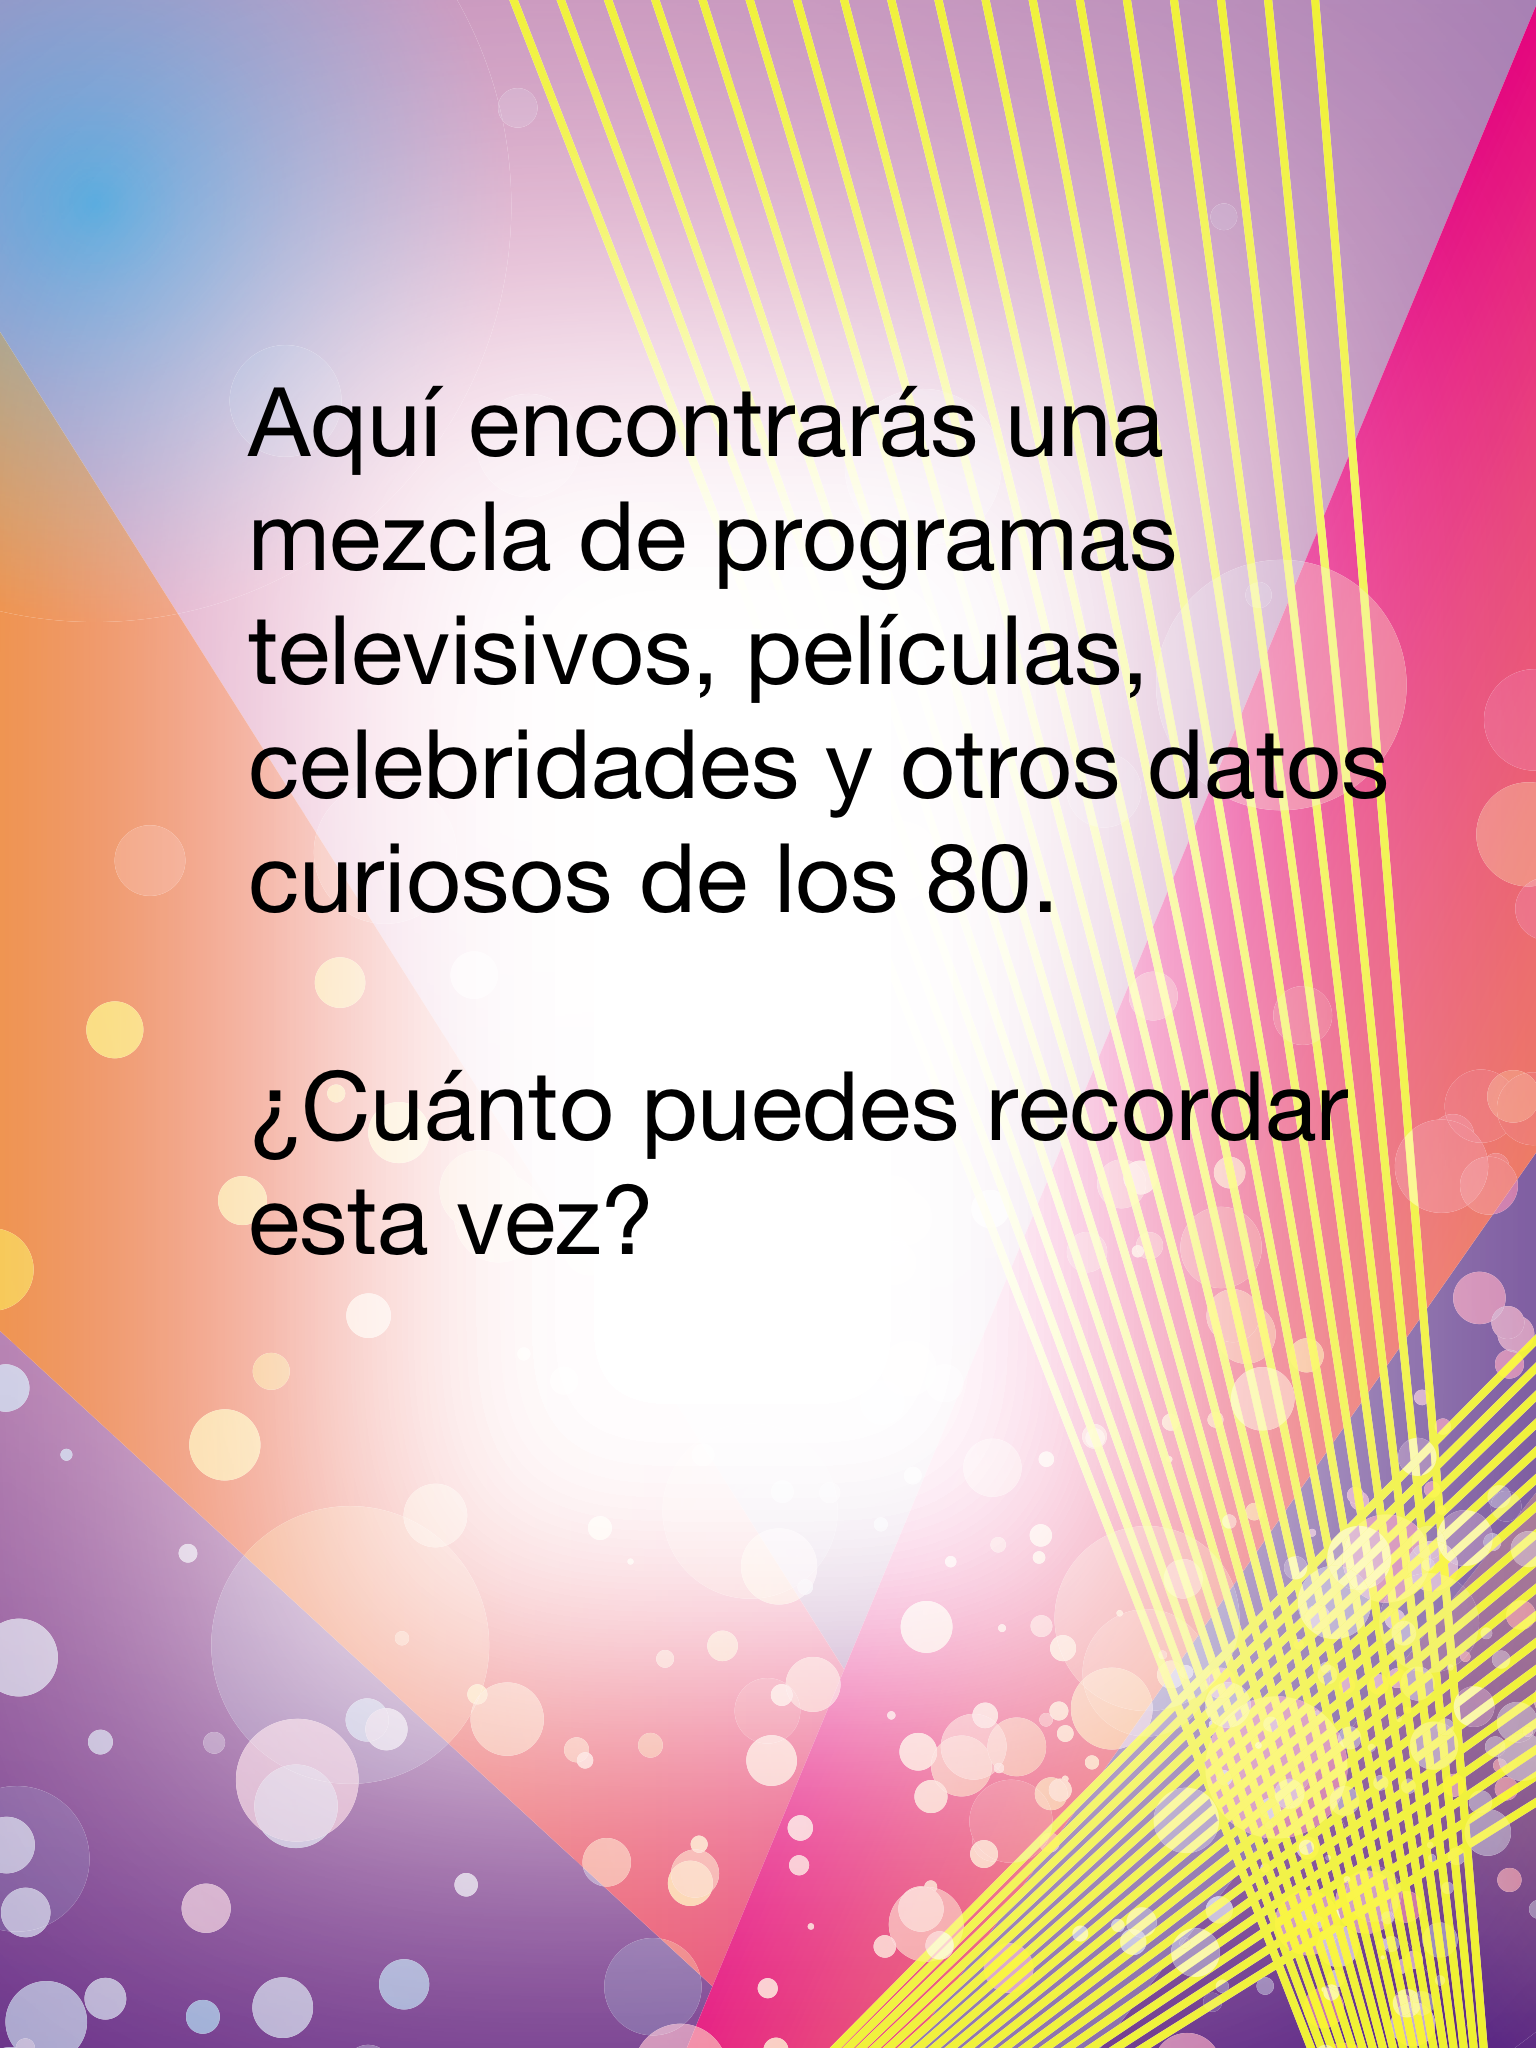 Aquí encontrarás una
mezcla de programas
televisivos, películas,
celebridades y otros datos
curiosos de los 80.
¿Cuánto puedes recordar
esta vez?